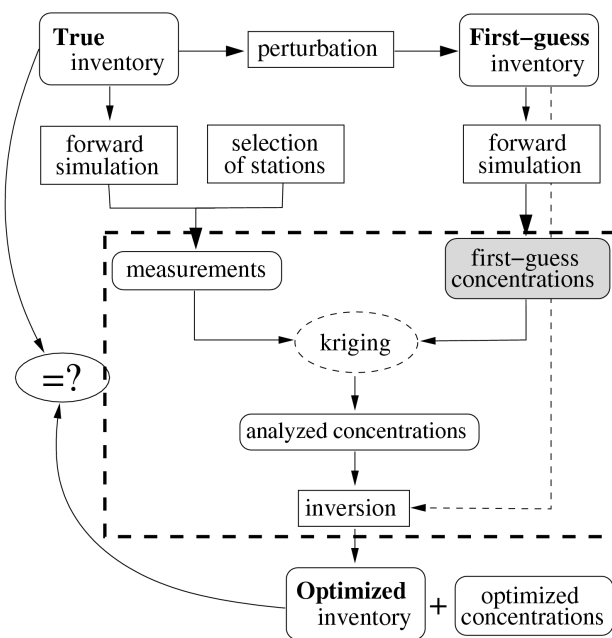 True
inventory
perturbation
First−guess
inventory
forward
simulation
selection
of stations
forward
simulation
measurements
first−guess
concentrations
kriging
=?
analyzed concentrations
inversion
Optimized
inventory
+
optimized
concentrations